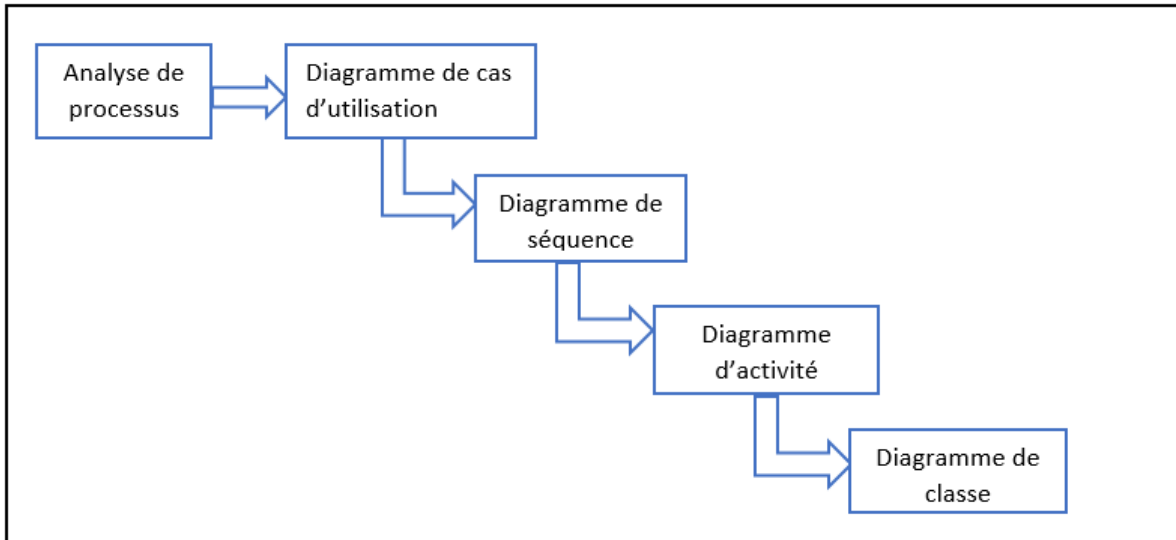 Analyse de
processus
Diagramme de cas
d’utilisation
Diagramme de
séquence
Diagramme
d’activité
Diagramme de
classe